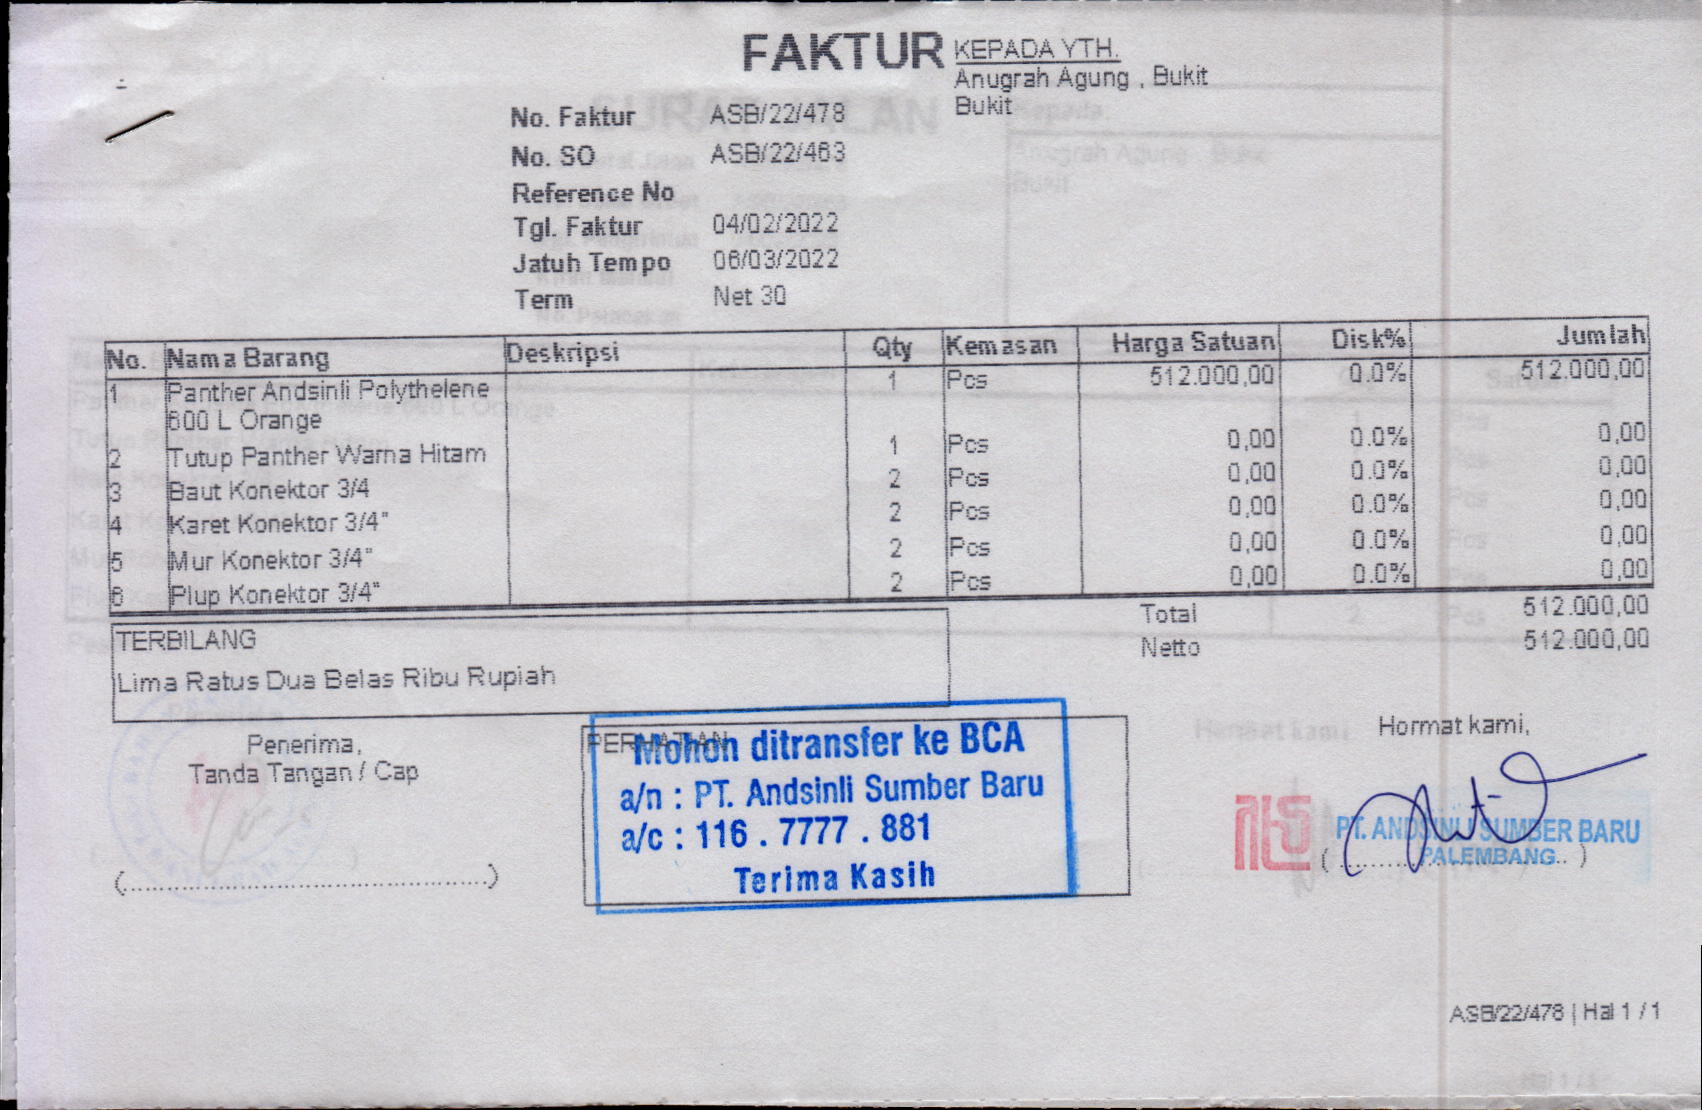 FAKTUR
KEPADA YTH.
Anugrah Agung , Bukit
Bukit
No. Faktur ASB/22/478
No. SO ASB/22/463
Reference No
Tgl. Faktur 04/02/2022
Jatuh Tempo 06/03/2022
Term Net 30
No. Nama Barang Deskripsi Qty Kemasan Harga Satuan Disk% Jumlah
1 Panther Andsinli Polythelene 1 Pcs 512.000,00 0.0% 512.000,00
600 L Orange
2 Tutup Panther Warna Hitam 1 Pcs 0,00 0.0% 0,00
3 Baut Konektor 3/4 2 Pcs 0,00 0.0% 0,00
4 Karet Konektor 3/4" 2 Pcs 0,00 0.0% 0,00
5 Mur Konektor 3/4" 2 Pcs 0,00 0.0% 0,00
6 Plup Konektor 3/4" 2 Pcs 0,00 0.0% 0,00
Total 512.000,00
Netto 512.000,00
TERBILANG
Lima Ratus Dua Belas Ribu Rupiah
Penerima,
Tanda Tangan / Cap
(................................................)
PERHATIAN
Mohon ditransfer ke BCA
a/n : PT. Andsinli Sumber Baru
a/c : 116 . 7777 . 881
Terima Kasih
Hormat kami,
PT. ANDSINLI SUMBER BARU
PALEMBANG
ASB/22/478 | Hal 1 / 1